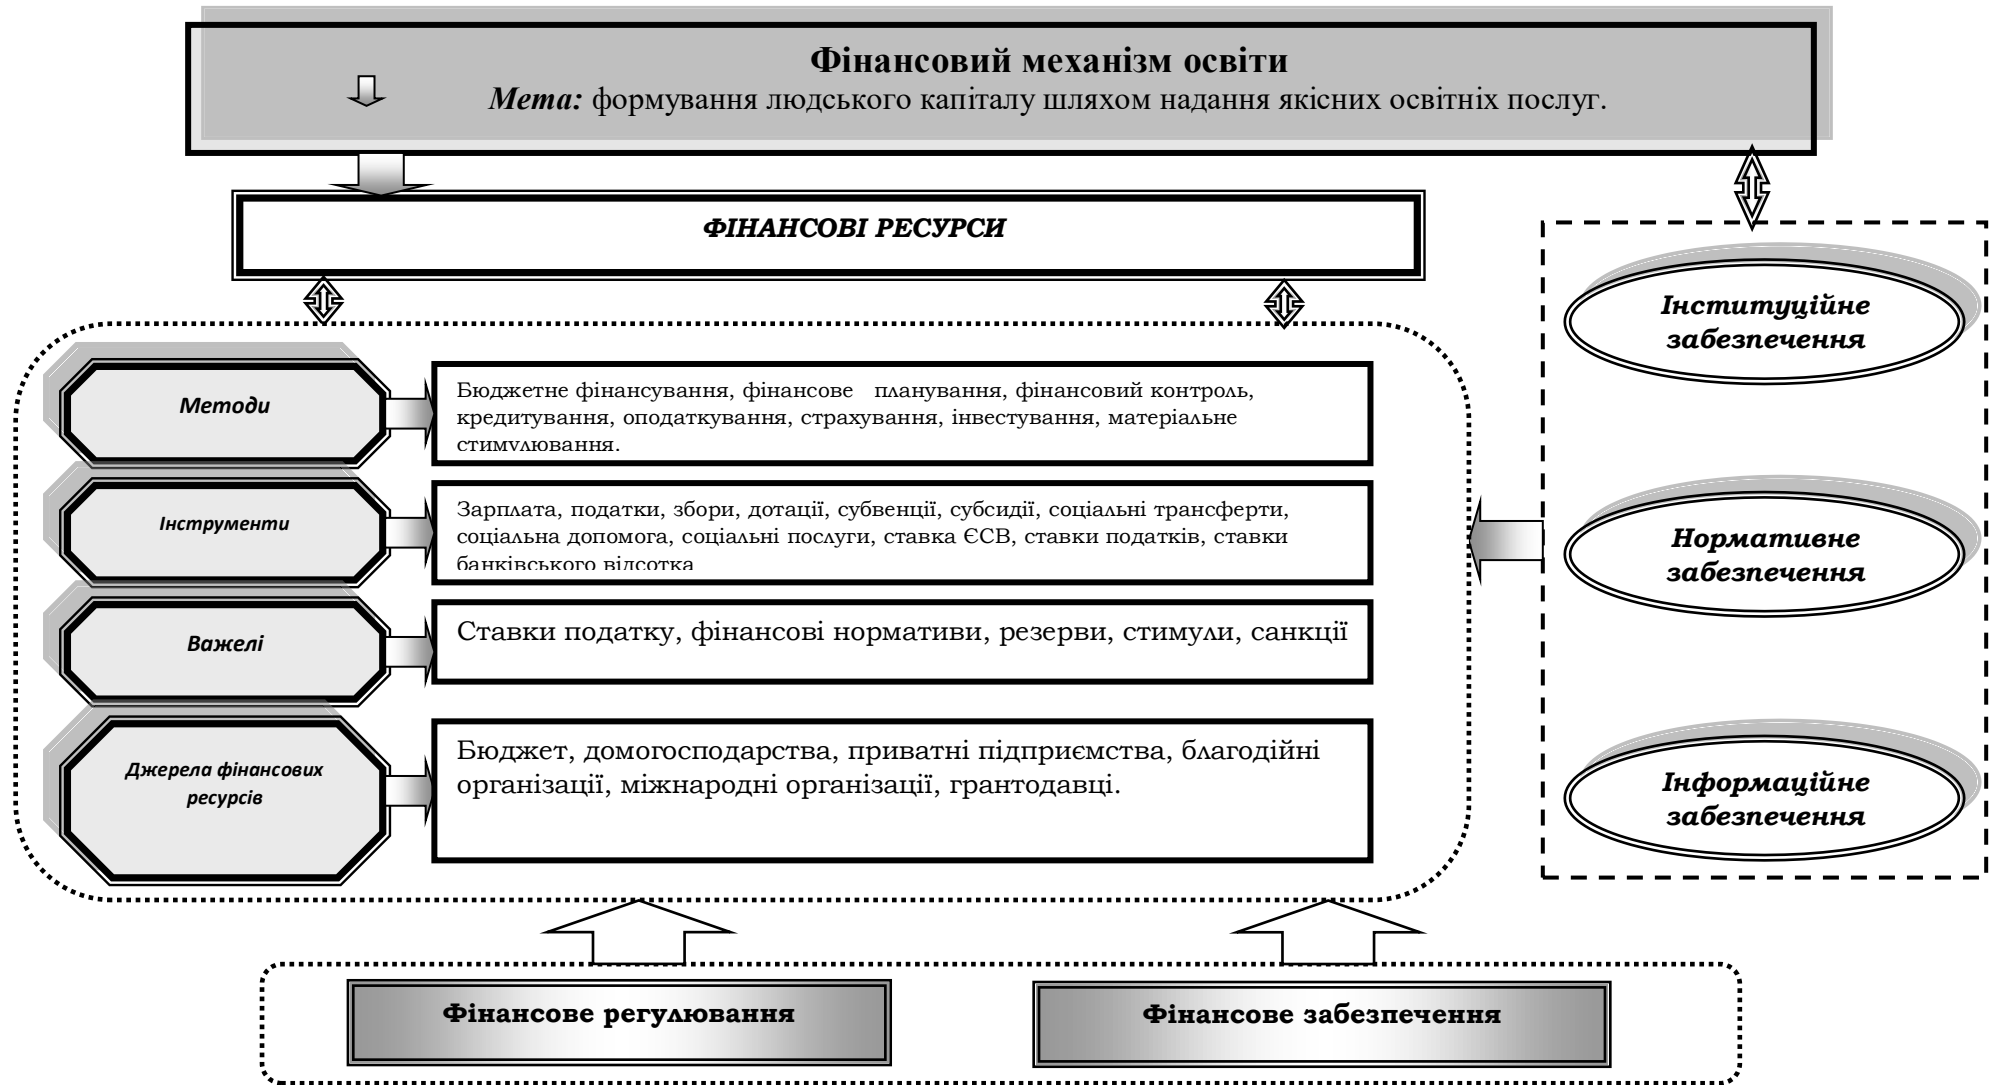 Фінансовий механізм освіти
Мета: формування людського капіталу шляхом надання якісних освітніх послуг.
ФІНАНСОВІ РЕСУРСИ
Методи
Бюджетне фінансування, фінансове планування, фінансовий контроль,
кредитування, оподаткування, страхування, інвестування, матеріальне
стимулювання.
Інструменти
Зарплата, податки, збори, дотації, субвенції, субсидії, соціальні трансферти,
соціальна допомога, соціальні послуги, ставка ЄСВ, ставки податків, ставки
банківського відсотка
Важелі
Ставки податку, фінансові нормативи, резерви, стимули, санкції
Джерела фінансових
ресурсів
Бюджет, домогосподарства, приватні підприємства, благодійні
організації, міжнародні організації, грантодавці.
Інституційне
забезпечення
Нормативне
забезпечення
Інформаційне
забезпечення
Фінансове регулювання
Фінансове забезпечення